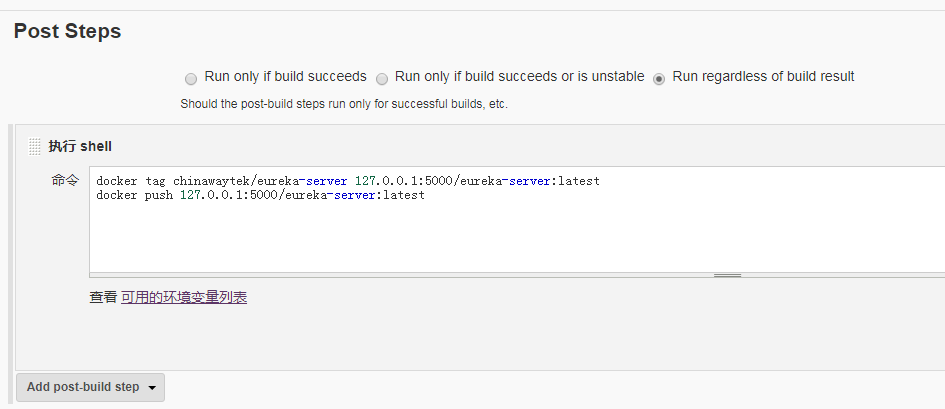 Post Steps
Run only if build succeeds Run only if build succeeds or is unstable Run regardless of build result
Should the post-build steps run only for successful builds, etc.
执行 shell
命令
docker tag chinawaytek/eureka-server 127.0.0.1:5000/eureka-server:latest
docker push 127.0.0.1:5000/eureka-server:latest
查看 可用的环境变量列表
Add post-build step